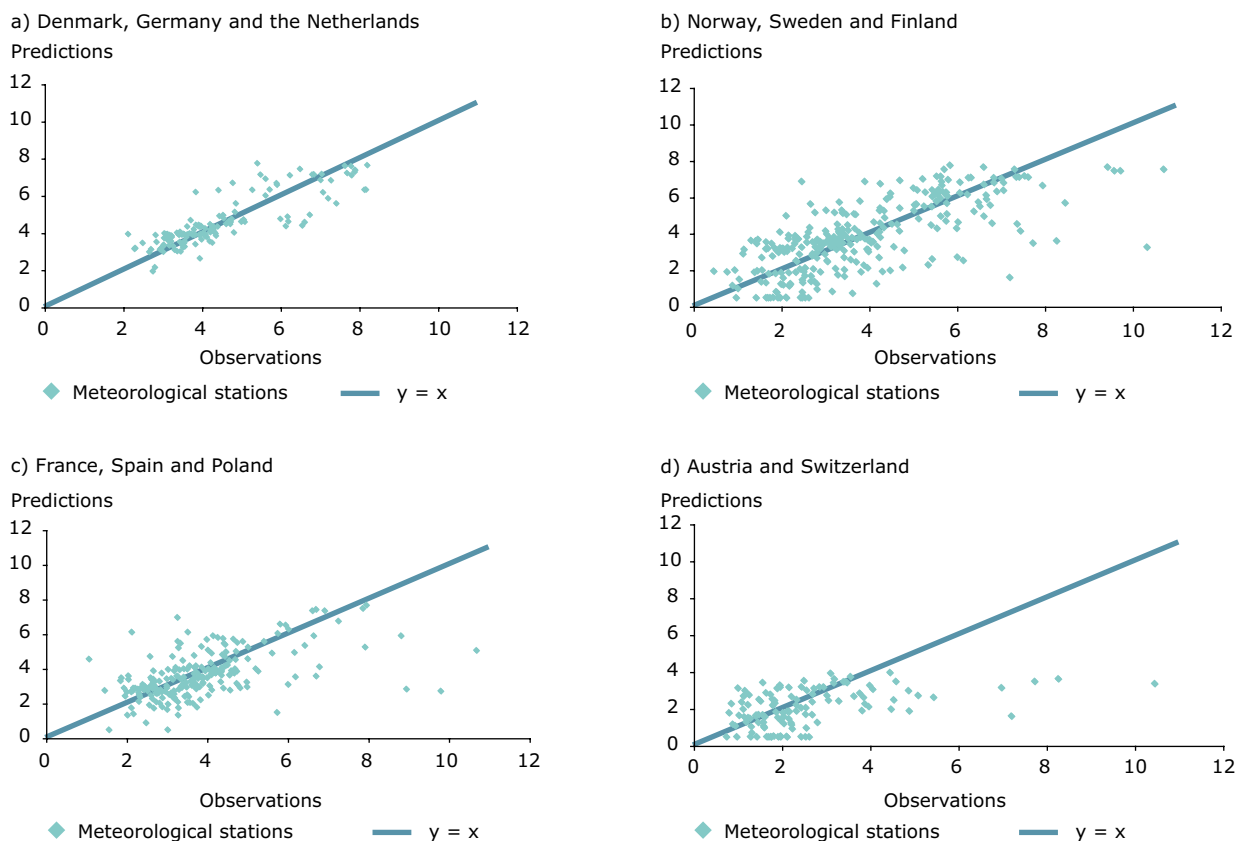 a) Denmark, Germany and the Netherlands
Predictions
12
10
8
6
4
2
0
0 2 4 6 8 10 12
Observations
Meteorological stations y = x
b) Norway, Sweden and Finland
Predictions
12
10
8
6
4
2
0
0 2 4 6 8 10 12
Observations
Meteorological stations y = x
c) France, Spain and Poland
Predictions
12
10
8
6
4
2
0
0 2 4 6 8 10 12
Observations
Meteorological stations y = x
d) Austria and Switzerland
Predictions
12
10
8
6
4
2
0
0 2 4 6 8 10 12
Observations
Meteorological stations y = x